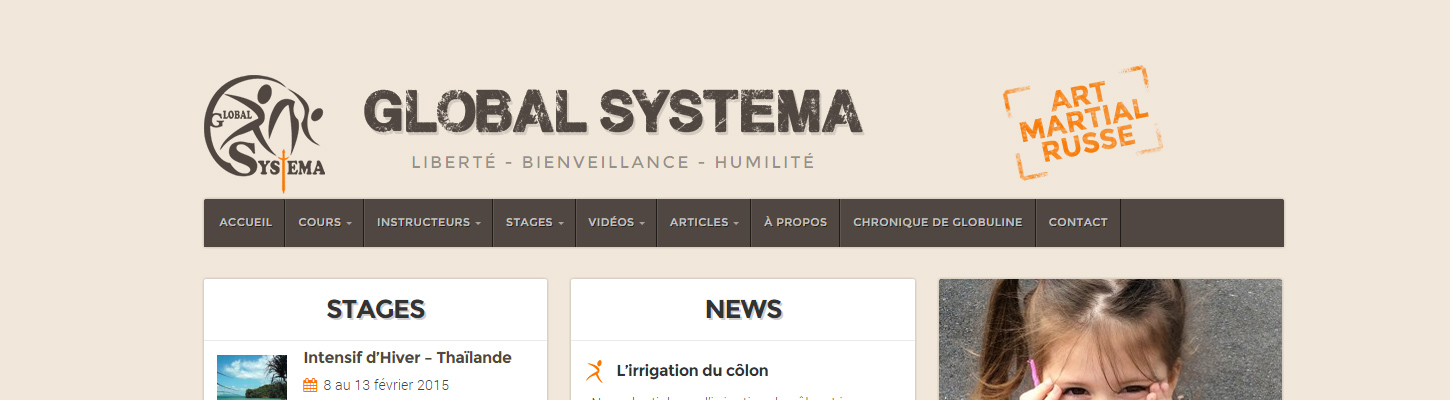 GLOBAL
SYSTEMA
GLOBAL SYSTEMA
LIBERTÉ - BIENVEILLANCE - HUMILITÉ
ART
MARTIAL
RUSSE
ACCUEIL
COURS
INSTRUCTEURS
STAGES
VIDÉOS
ARTICLES
À PROPOS
CHRONIQUE DE GLOBULINE
CONTACT
STAGES
Intensif d'Hiver – Thaïlande
8 au 13 février 2015
NEWS
L'irrigation du côlon